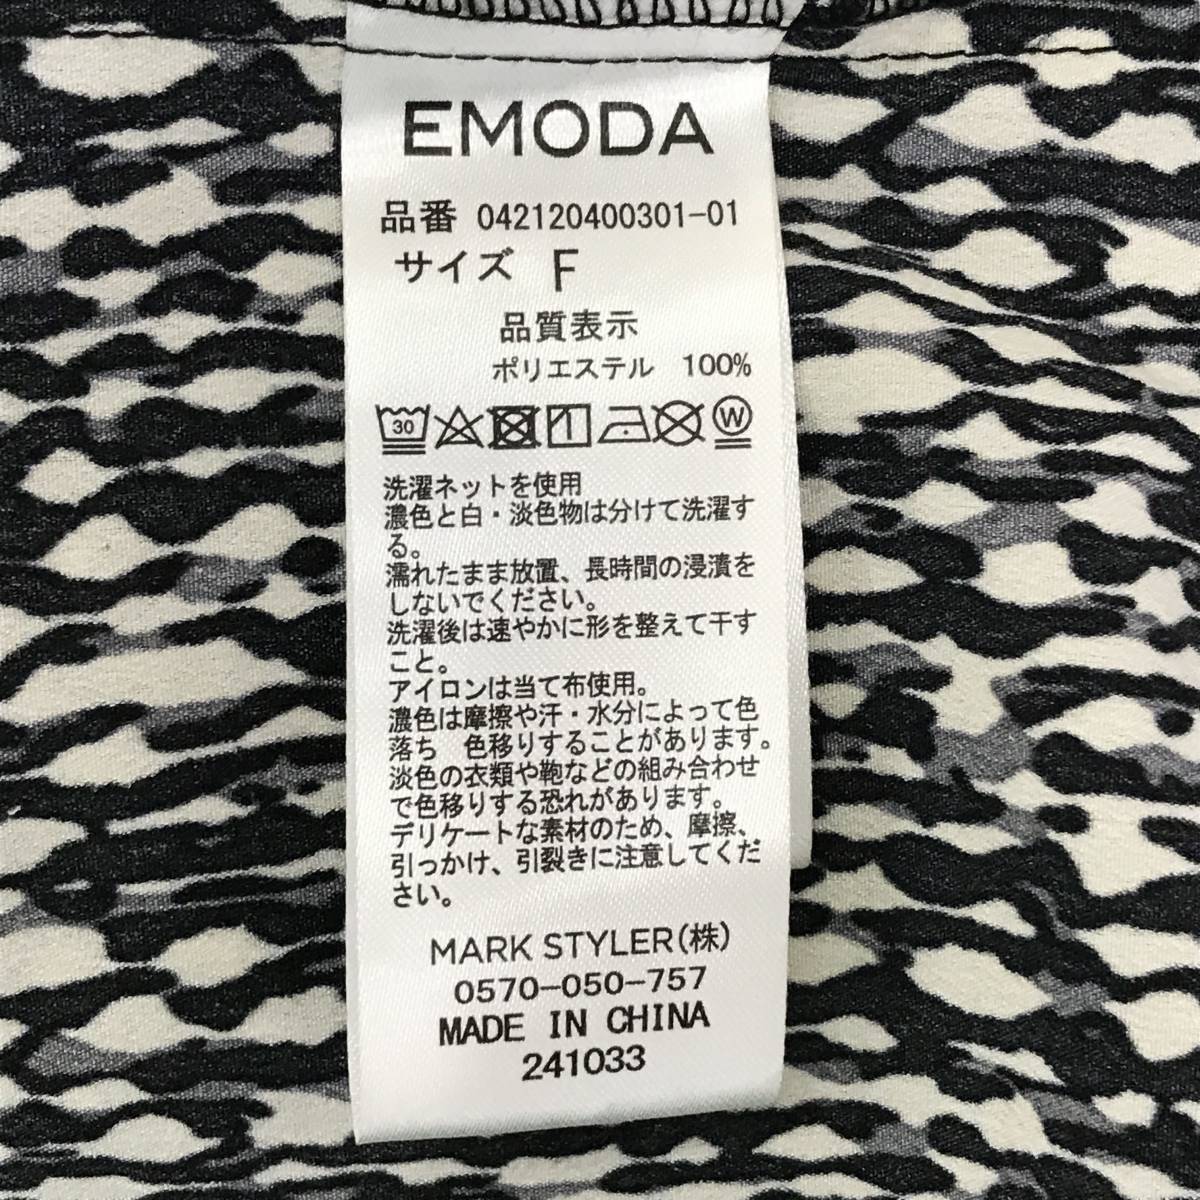 EMODA
品番 042120400301-01
サイズ F
品質表示
ポリエステル 100%
30 W
洗濯ネットを使用
濃色と白・淡色物は分けて洗濯す
る。
濡れたまま放置、長時間の浸漬を
しないでください。
洗濯後は速やかに形を整えて干す
こと。
アイロンは当て布使用。
濃色は摩擦や汗・水分によって色
落ち 色移りすることがあります。
淡色の衣類や鞄などの組み合わせ
で色移りする恐れがあります。
デリケートな素材のため、摩擦、
引っかけ、引裂きに注意してくだ
さい。
MARK STYLER(株)
0570-050-757
MADE IN CHINA
241033